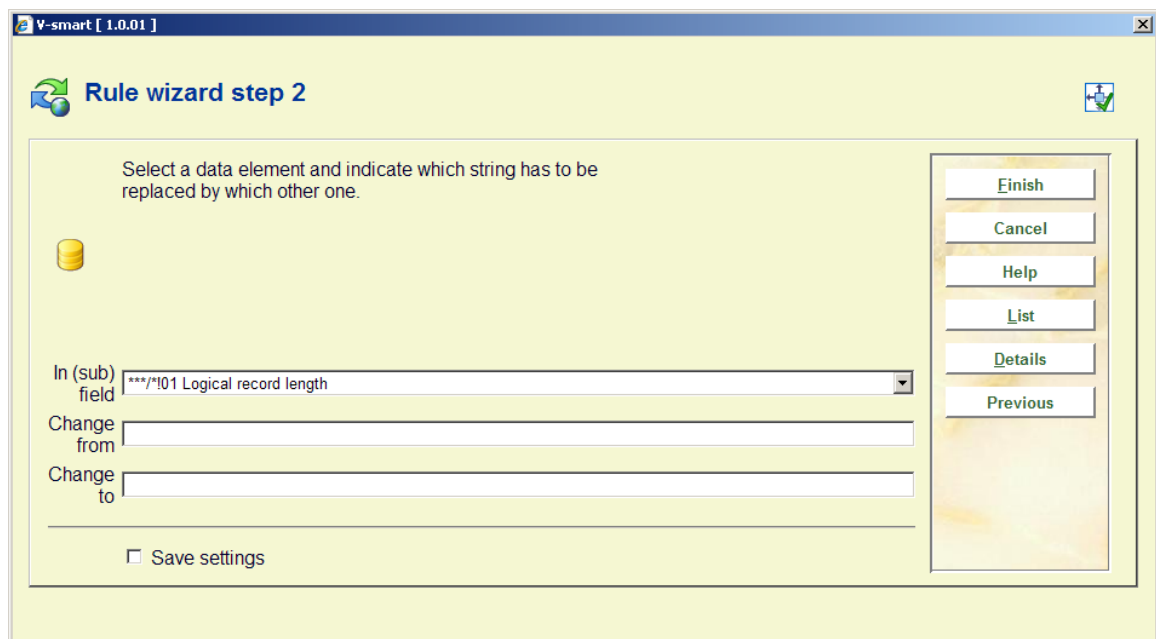 V-smart [ 1.0.01 ]
Rule wizard step 2
Select a data element and indicate which string has to be
replaced by which other one.
Finish
Cancel
Help
List
Details
Previous
In (sub)
field
***/*!01 Logical record length
Change
from
Change
to
Save settings